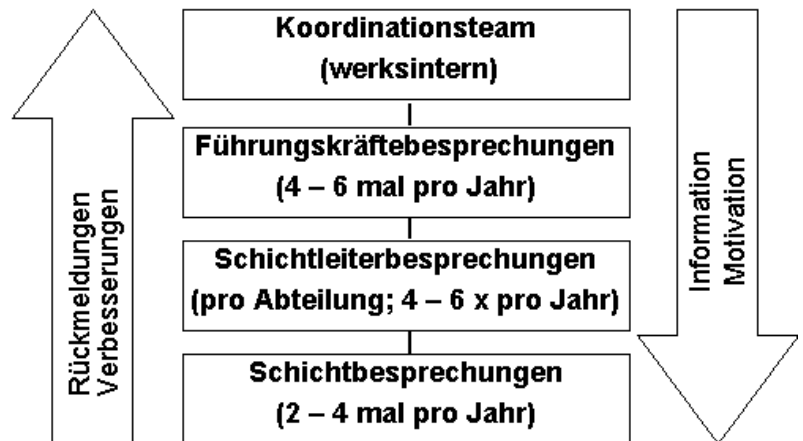 Koordinationsteam
(werksintern)
Führungskräftebesprechungen
(4 – 6 mal pro Jahr)
Schichtleiterbesprechungen
(pro Abteilung; 4 – 6 x pro Jahr)
Schichtbesprechungen
(2 – 4 mal pro Jahr)
Rückmeldungen
Verbesserungen
Information
Motivation